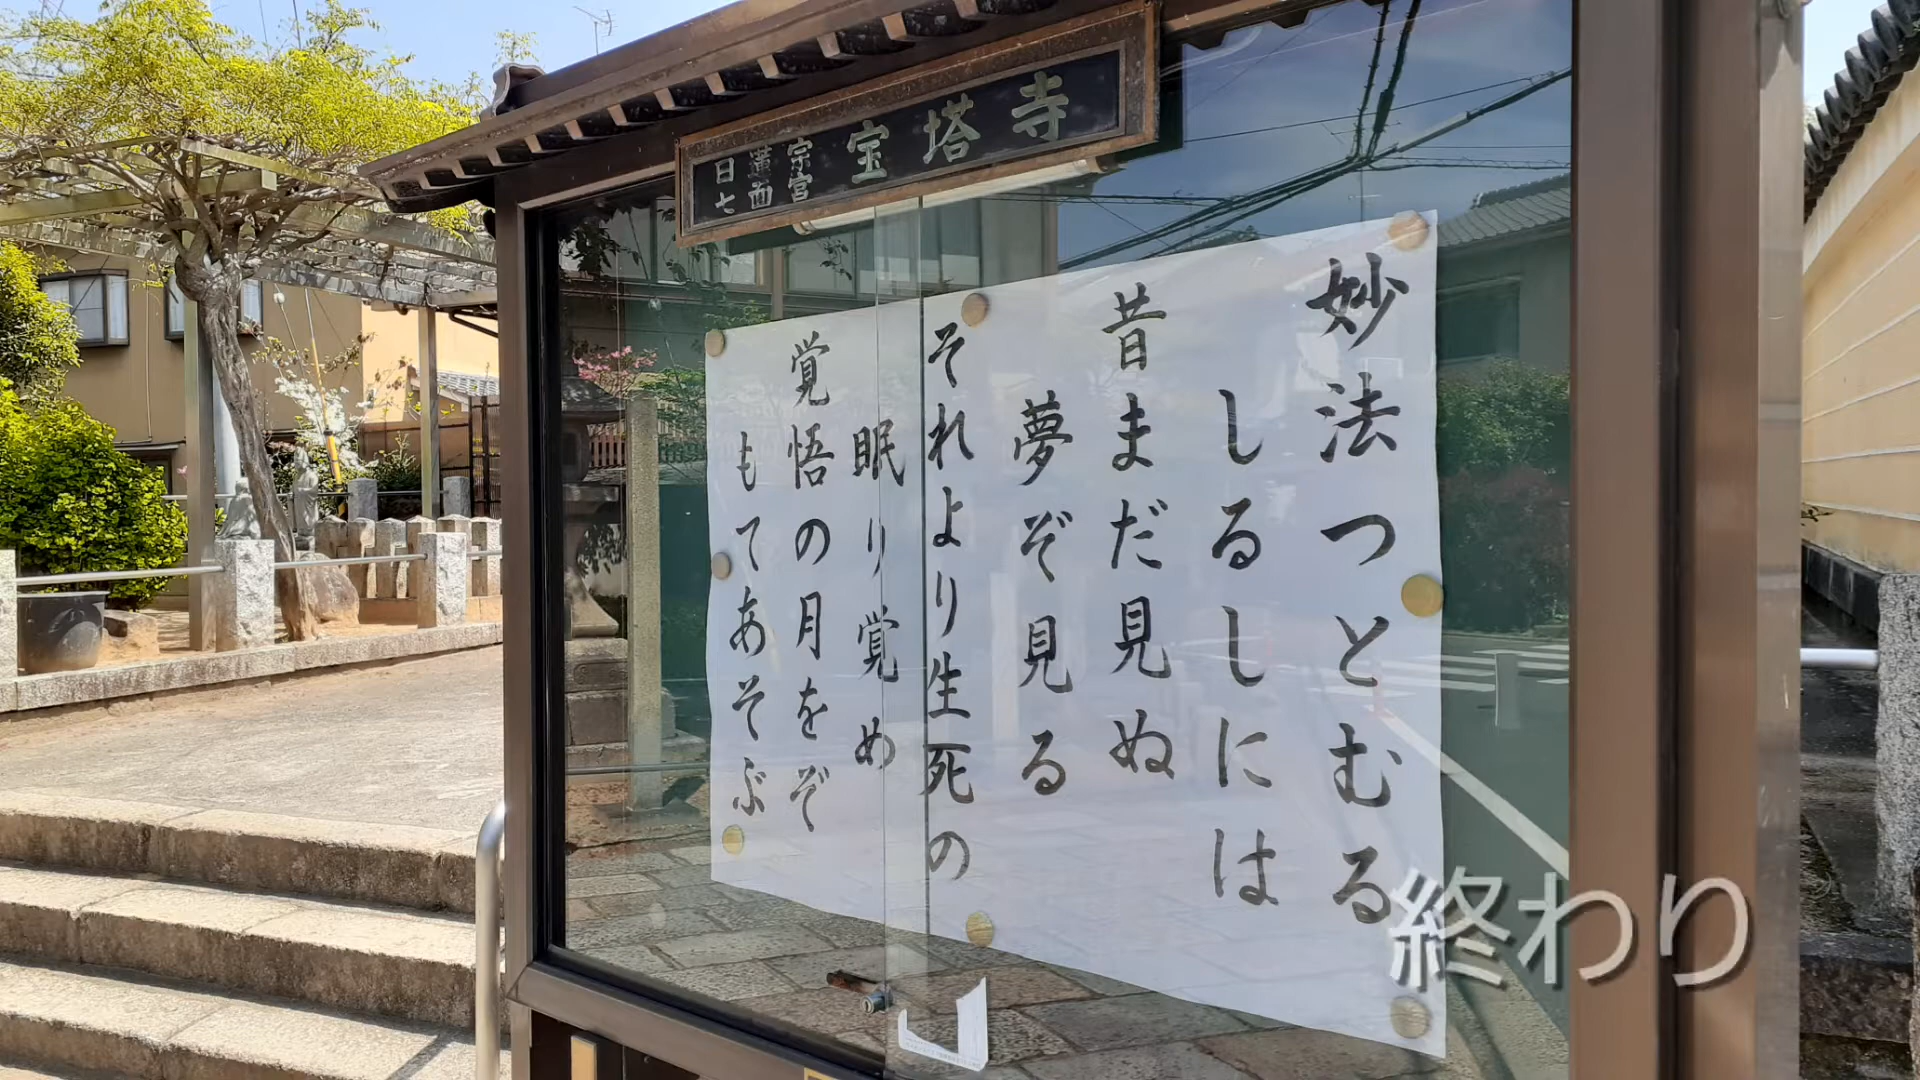 寺塔宝
宗蓮日
宮面七
妙法つとむる
しるしには
昔まだ見ぬ
夢ぞ見る
それより生死の
眠り覚め
覚悟の月をぞ
もてあそぶ
終わり